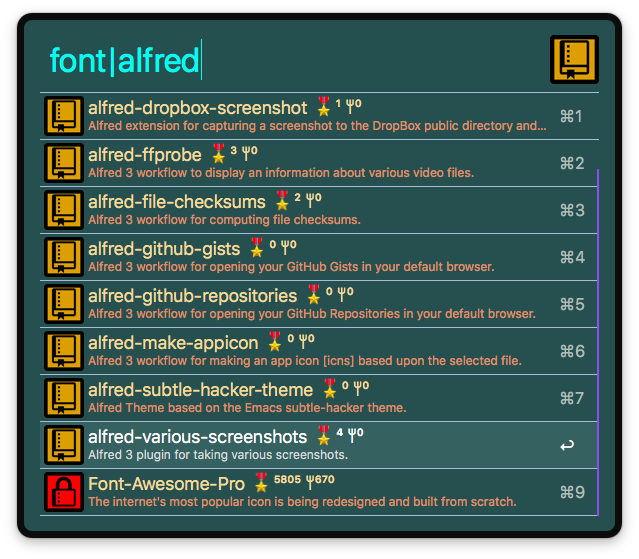 font|alfred
alfred-dropbox-screenshot 🎖 1 Ψ0
Alfred extension for capturing a screenshot to the DropBox public directory and... ⌘1
alfred-ffprobe 🎖 3 Ψ0
Alfred 3 workflow to display an information about various video files. ⌘2
alfred-file-checksums 🎖 2 Ψ0
Alfred 3 workflow for computing file checksums. ⌘3
alfred-github-gists 🎖 0 Ψ0
Alfred 3 workflow for opening your GitHub Gists in your default browser. ⌘4
alfred-github-repositories 🎖 0 Ψ0
Alfred 3 workflow for opening your GitHub Repositories in your default browser. ⌘5
alfred-make-appicon 🎖 0 Ψ0
Alfred 3 workflow for making an app icon [icns] based upon the selected file. ⌘6
alfred-subtle-hacker-theme 🎖 0 Ψ0
Alfred Theme based on the Emacs subtle-hacker theme. ⌘7
alfred-various-screenshots 🎖 4 Ψ0
Alfred 3 plugin for taking various screenshots. ↩
Font-Awesome-Pro 🎖 5805 Ψ670
The internet's most popular icon is being redesigned and built from scratch. ⌘9